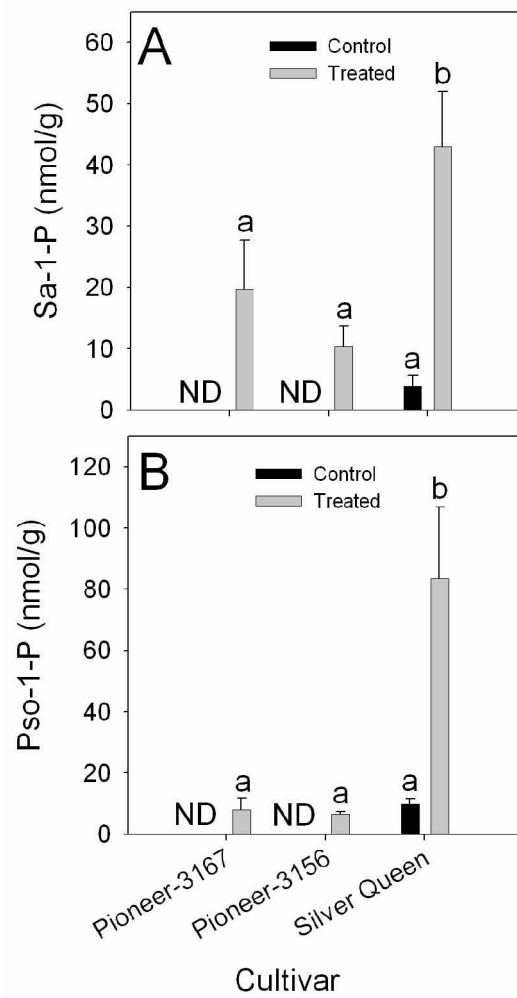 A
Control
Treated
Sa-1-P (nmol/g)
60
50
40
30
20
10
0
ND
a
ND
a
a
b
B
Control
Treated
Pso-1-P (nmol/g)
120
100
80
60
40
20
0
ND
a
ND
a
a
b
Pioneer-3167
Pioneer-3156
Silver Queen
Cultivar